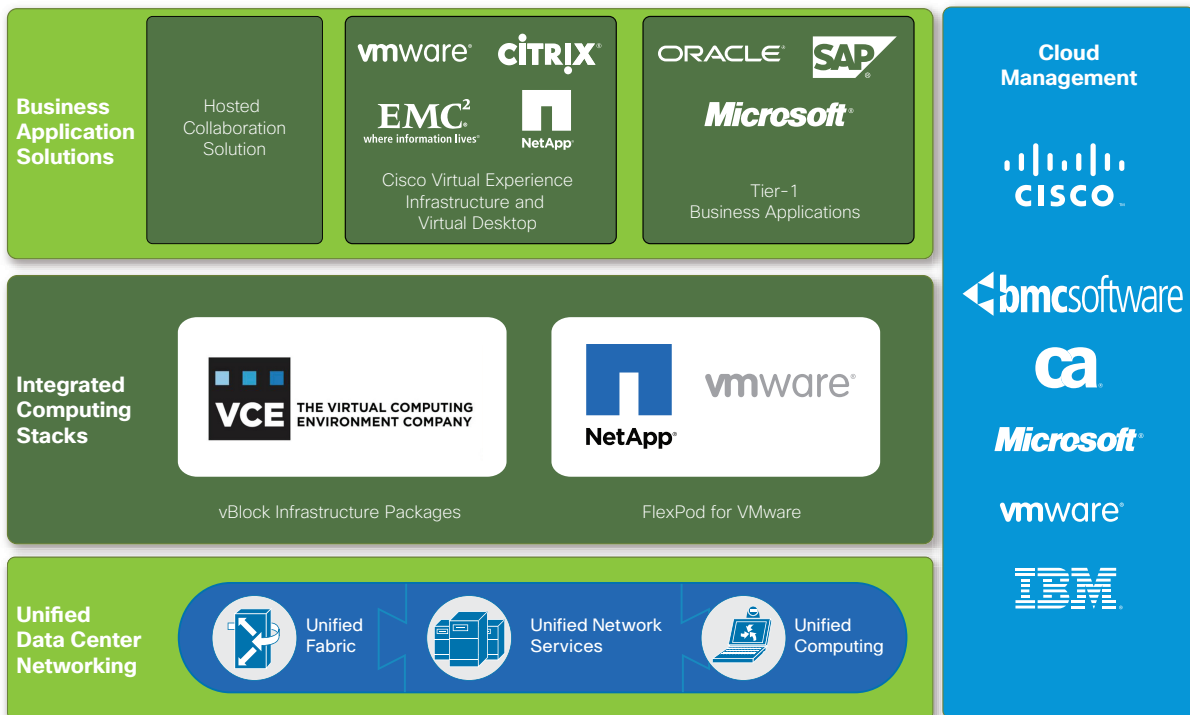 Business
Application
Solutions
Hosted
Collaboration
Solution
vmware®
CİTRIX®
EMC²®
where information lives®
NetApp®
Cisco Virtual Experience
Infrastructure and
Virtual Desktop
ORACLE®
SAP®
Microsoft®
Tier-1
Business Applications
Integrated
Computing
Stacks
VCE THE VIRTUAL COMPUTING
ENVIRONMENT COMPANY
vBlock Infrastructure Packages
NetApp®
vmware®
FlexPod for VMware
Unified
Data Center
Networking
Unified
Fabric
Unified Network
Services
Unified
Computing
Cloud
Management
CISCO™
bmcsoftware
ca®
Microsoft®
vmware®
IBM®